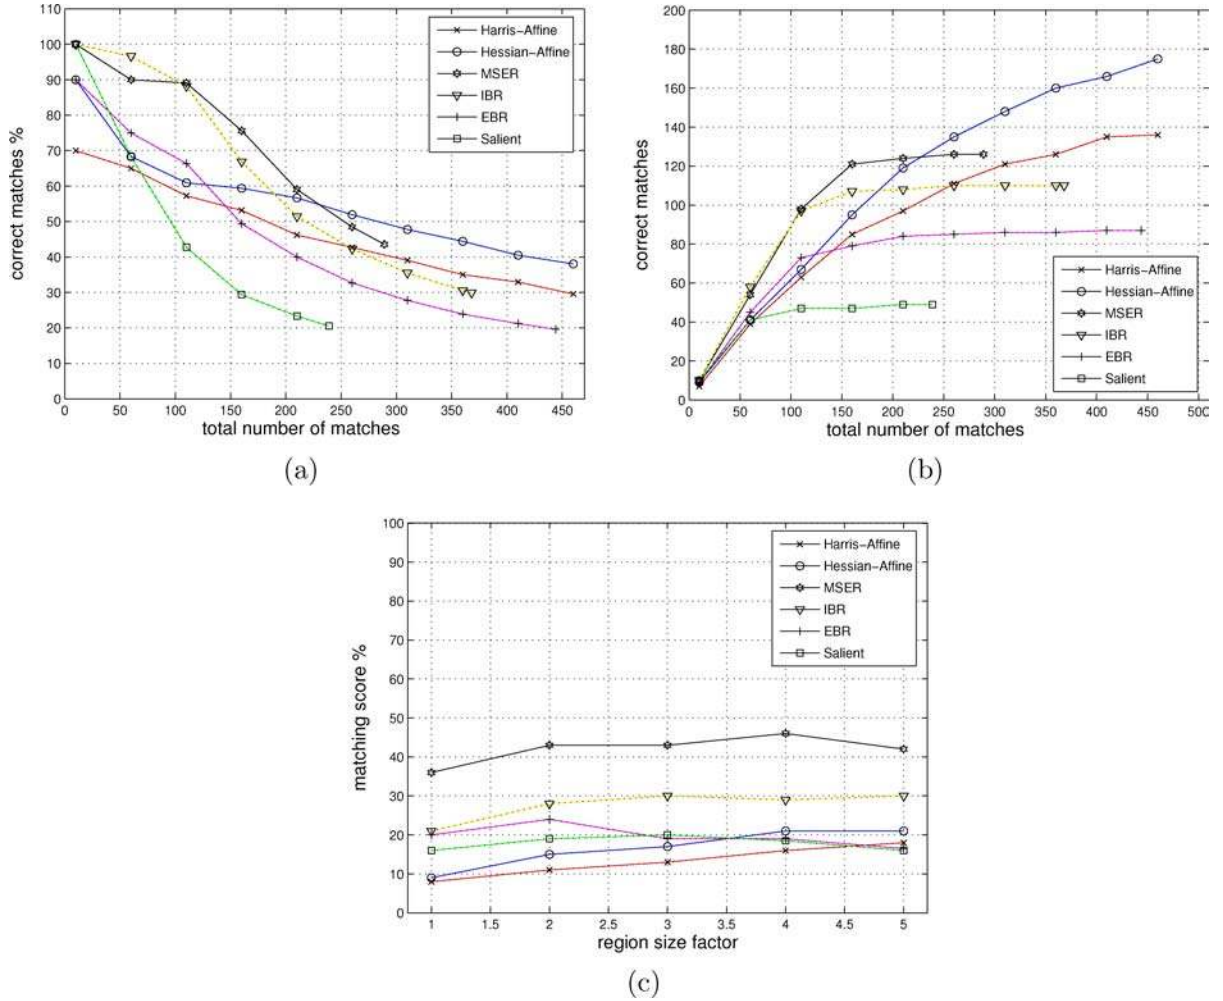 correct matches %
100
90
80
70
60
50
40
30
20
10
0
0 50 100 150 200 250 300 350 400 450
total number of matches
Harris-Affine
Hessian-Affine
MSER
IBR
EBR
Salient
(a)
correct matches
200
180
160
140
120
100
80
60
40
20
0
0 50 100 150 200 250 300 350 400 450 500
total number of matches
Harris-Affine
Hessian-Affine
MSER
IBR
EBR
Salient
(b)
matching score %
100
90
80
70
60
50
40
30
20
10
0
1 1.5 2 2.5 3 3.5 4 4.5 5
region size factor
Harris-Affine
Hessian-Affine
MSER
IBR
EBR
Salient
(c)